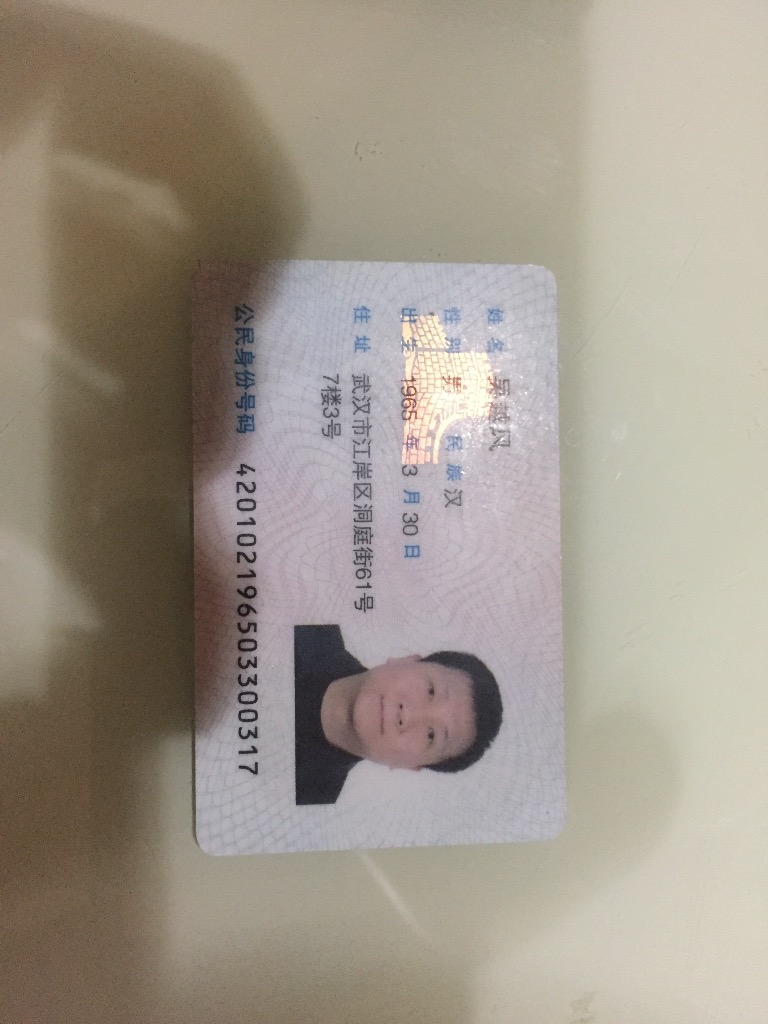 姓名 吴 风
性别 男 民族 汉
出生 1965 年 3 月 30 日
住址 武汉市江岸区洞庭街61号
7楼3号
公民身份号码 420102196503300317